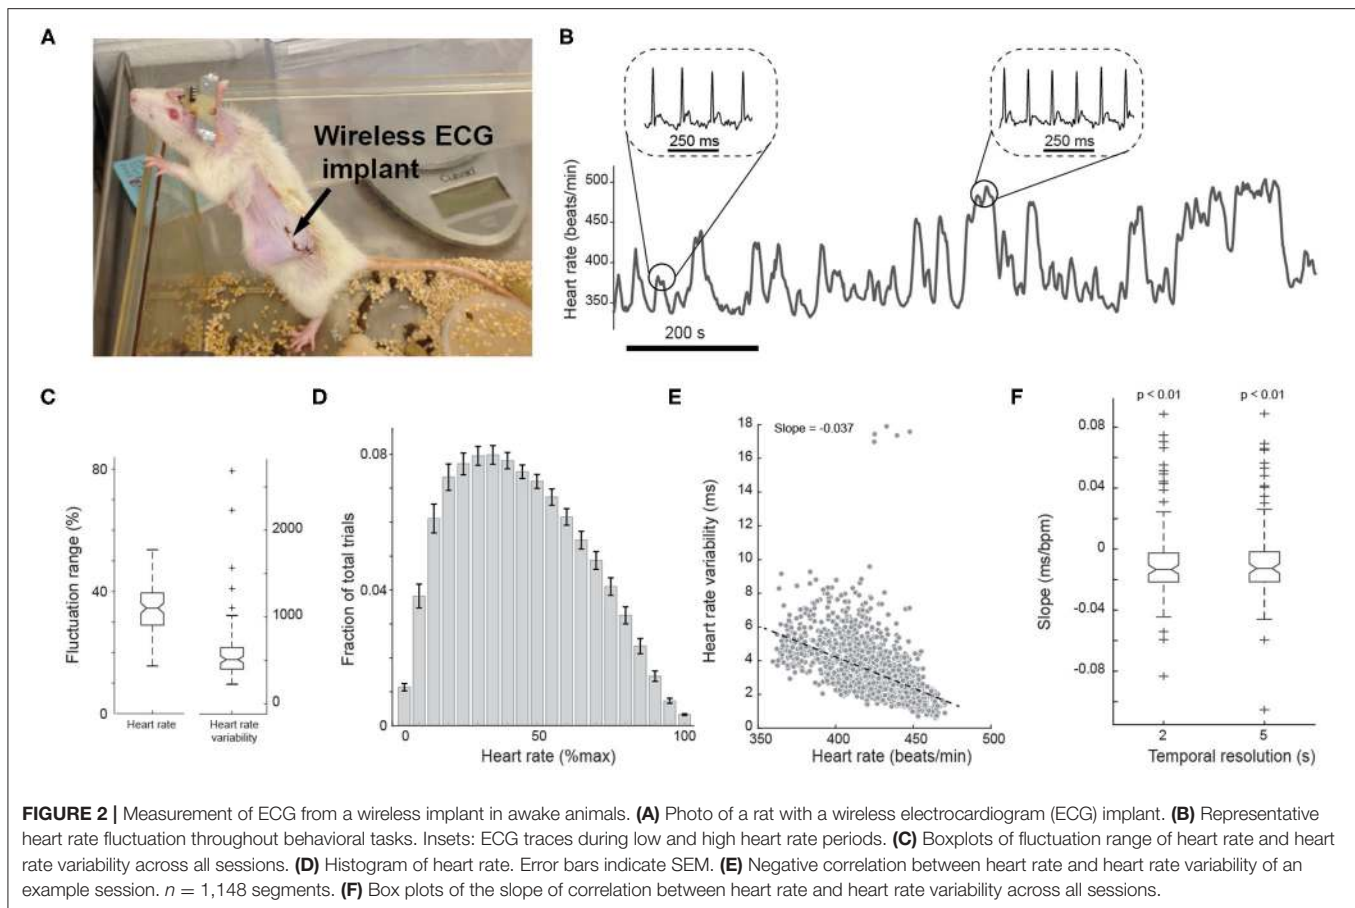 A
Wireless ECG
implant
B
250 ms
250 ms
Heart rate (beats/min)
500
450
400
350
200 s
C
Fluctuation range (%)
80
40
0
2000
1000
0
Heart rate
Heart rate
variability
D
Fraction of total trials
0.08
0.04
0
0
50
100
Heart rate (%max)
E
Slope = -0.037
Heart rate variability (ms)
18
16
14
12
10
8
6
4
2
0
350
400
450
500
Heart rate (beats/min)
F
p < 0.01
p < 0.01
Slope (ms/bpm)
0.08
0.04
0
-0.04
-0.08
2
5
Temporal resolution (s)
FIGURE 2 | Measurement of ECG from a wireless implant in awake animals. (A) Photo of a rat with a wireless electrocardiogram (ECG) implant. (B) Representative
heart rate fluctuation throughout behavioral tasks. Insets: ECG traces during low and high heart rate periods. (C) Boxplots of fluctuation range of heart rate and heart
rate variability across all sessions. (D) Histogram of heart rate. Error bars indicate SEM. (E) Negative correlation between heart rate and heart rate variability of an
example session. n = 1,148 segments. (F) Box plots of the slope of correlation between heart rate and heart rate variability across all sessions.